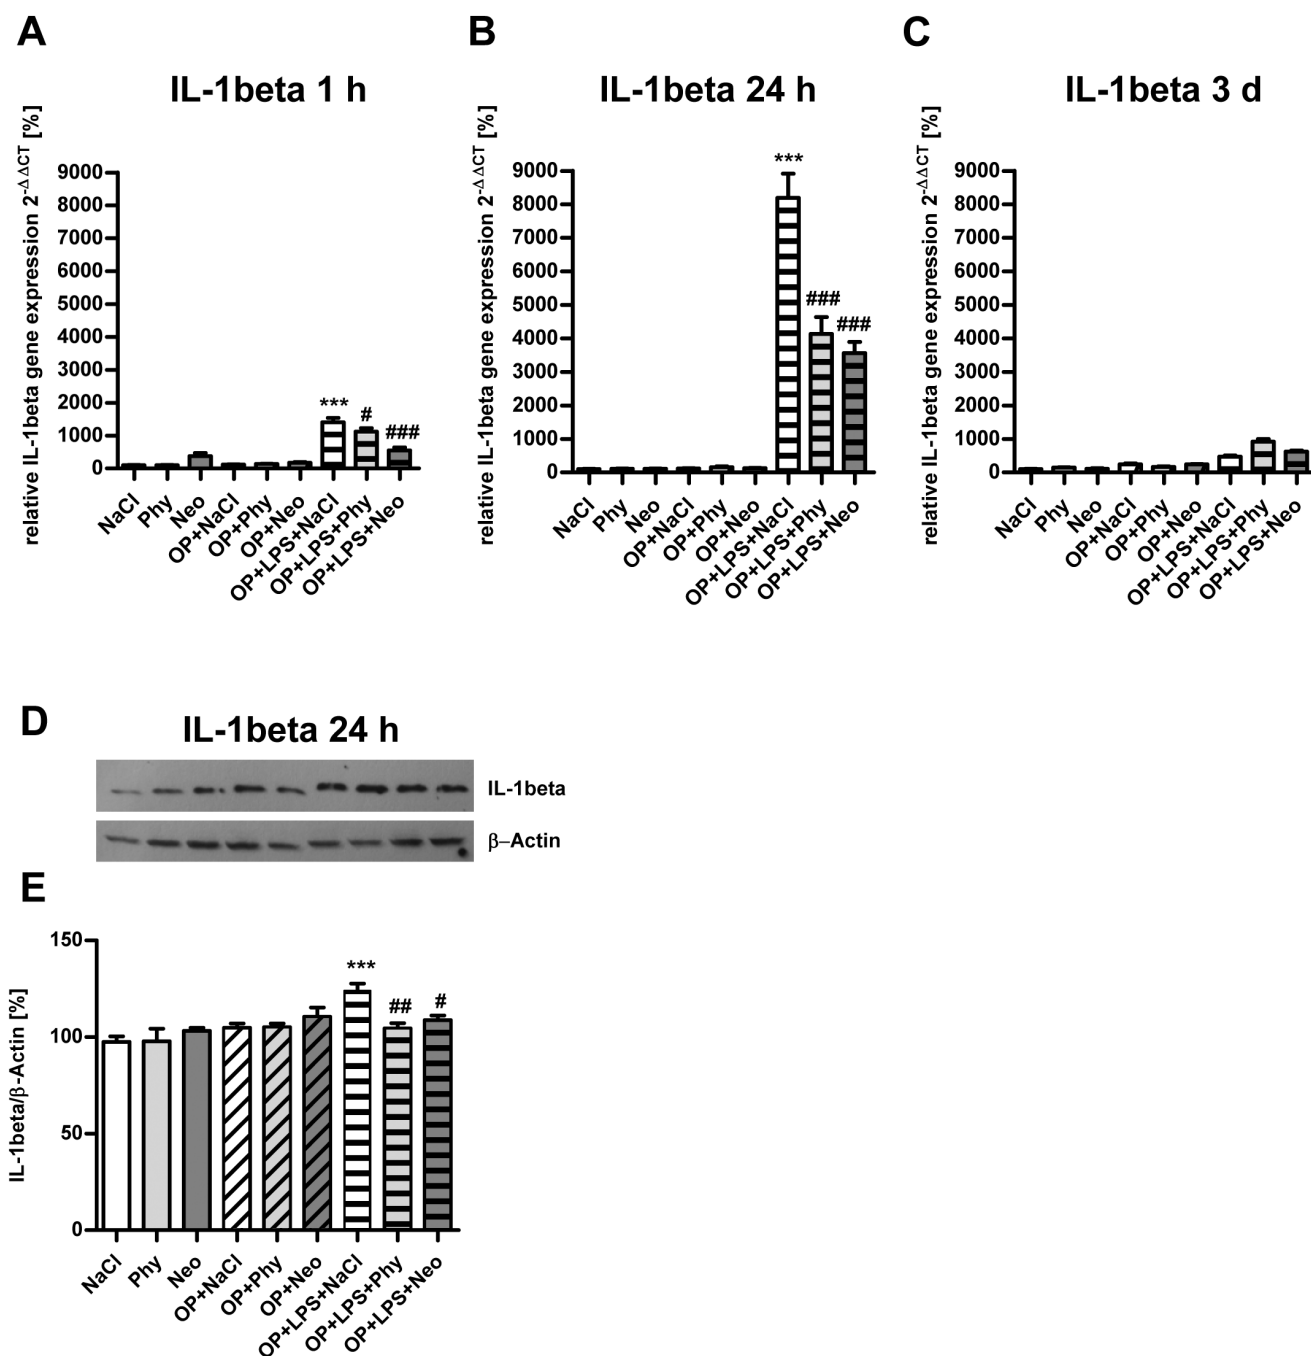 A
B
C
IL-1beta 1 h
IL-1beta 24 h
IL-1beta 3 d
relative IL-1beta gene expression 2-ΔΔCT [%]
9000
8000
7000
6000
5000
4000
3000
2000
1000
0
***
#
###
NaCl
Phy
Neo
OP+NaCl
OP+Phy
OP+Neo
OP+LPS+NaCl
OP+LPS+Phy
OP+LPS+Neo
relative IL-1beta gene expression 2-ΔΔCT [%]
9000
8000
7000
6000
5000
4000
3000
2000
1000
0
***
###
###
NaCl
Phy
Neo
OP+NaCl
OP+Phy
OP+Neo
OP+LPS+NaCl
OP+LPS+Phy
OP+LPS+Neo
relative IL-1beta gene expression 2-ΔΔCT [%]
9000
8000
7000
6000
5000
4000
3000
2000
1000
0
NaCl
Phy
Neo
OP+NaCl
OP+Phy
OP+Neo
OP+LPS+NaCl
OP+LPS+Phy
OP+LPS+Neo
D
IL-1beta 24 h
IL-1beta
β–Actin
E
IL-1beta/β-Actin [%]
150
100
50
0
***
##
#
NaCl
Phy
Neo
OP+NaCl
OP+Phy
OP+Neo
OP+LPS+NaCl
OP+LPS+Phy
OP+LPS+Neo